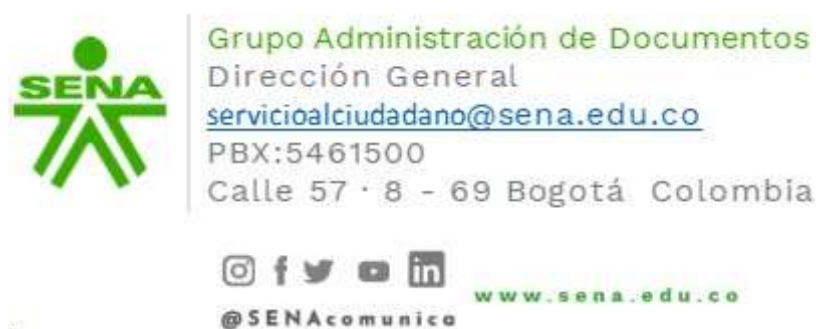 SENA
Grupo Administración de Documentos
Dirección General
servicioalciudadano@sena.edu.co
PBX:5461500
Calle 57 · 8 - 69 Bogotá Colombia
@SENAcomunica
www.sena.edu.co